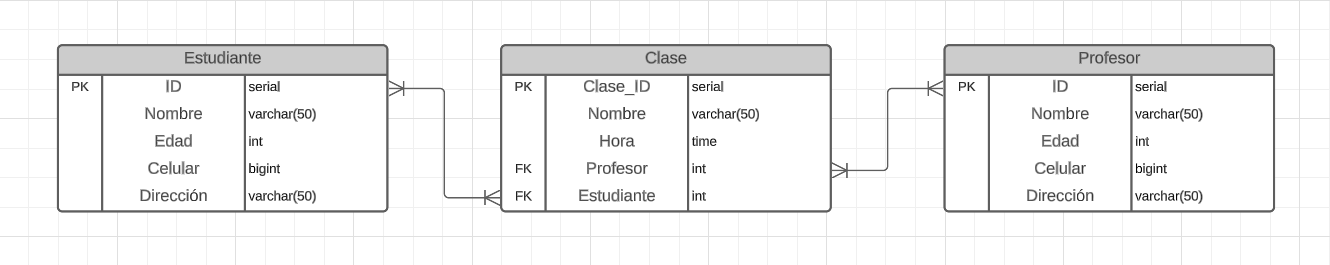 Estudiante
PK ID serial
Nombre varchar(50)
Edad int
Celular bigint
Dirección varchar(50)
Clase
PK Clase_ID serial
Nombre varchar(50)
Hora time
FK Profesor int
FK Estudiante int
Profesor
PK ID serial
Nombre varchar(50)
Edad int
Celular bigint
Dirección varchar(50)